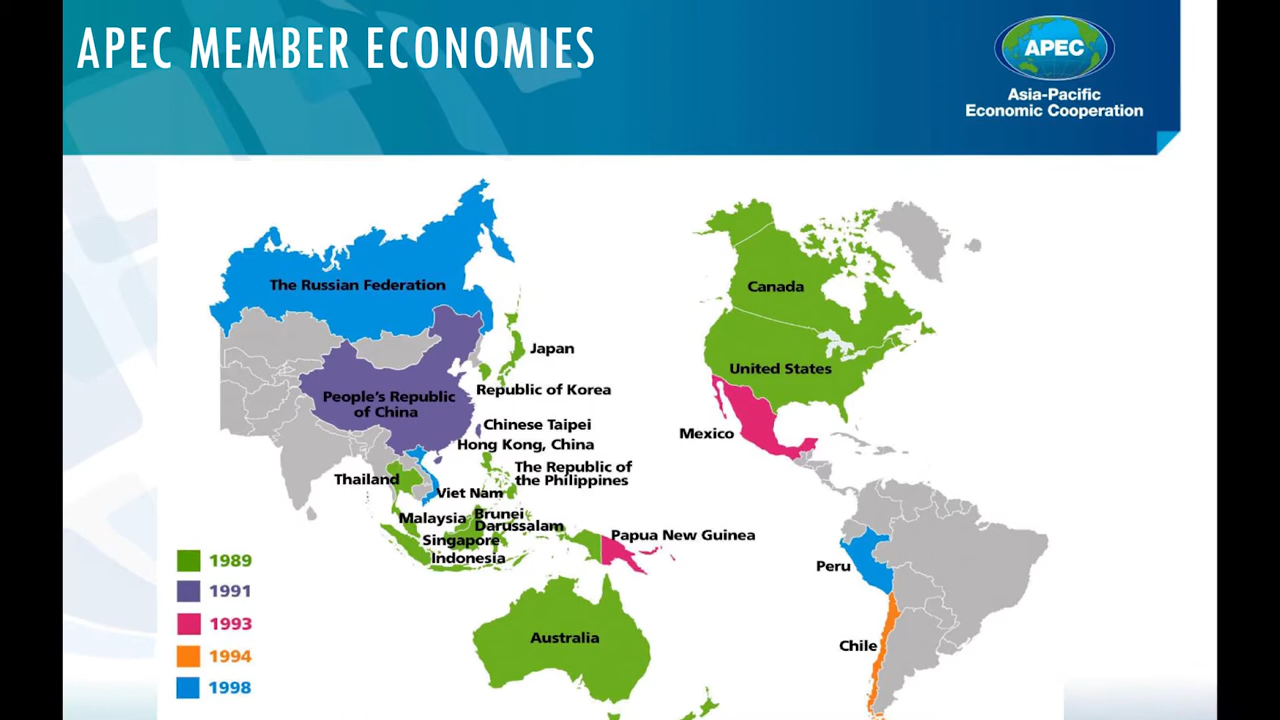 APEC MEMBER ECONOMIES
APEC
Asia-Pacific
Economic Cooperation
The Russian Federation
Canada
Japan
United States
Republic of Korea
People's Republic
of China
Chinese Taipei
Mexico
Hong Kong, China
The Republic of
the Philippines
Thailand
Viet Nam
Brunei
Darussalam
Malaysia
Singapore
Papua New Guinea
Indonesia
Peru
Australia
Chile
1989
1991
1993
1994
1998